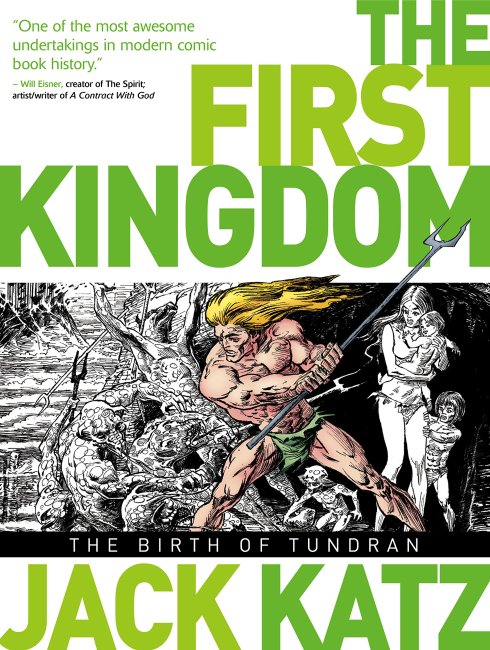 “One of the most awesome
undertakings in modern comic
book history.”
– Will Eisner, creator of The Spirit;
artist/writer of A Contract With God
THE
FIRST
KINGDOM
THE BIRTH OF TUNDRAN
JACK KATZ